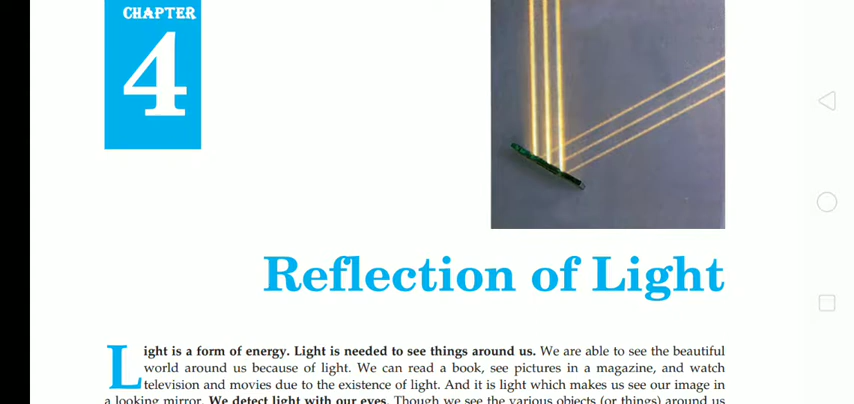 CHAPTER
4
Reflection of Light
Light is a form of energy. Light is needed to see things around us. We are able to see the beautiful
world around us because of light. We can read a book, see pictures in a magazine, and watch
television and movies due to the existence of light. And it is light which makes us see our image in
a looking mirror. We detect light with our eyes. Though we see the various objects (or things) around us